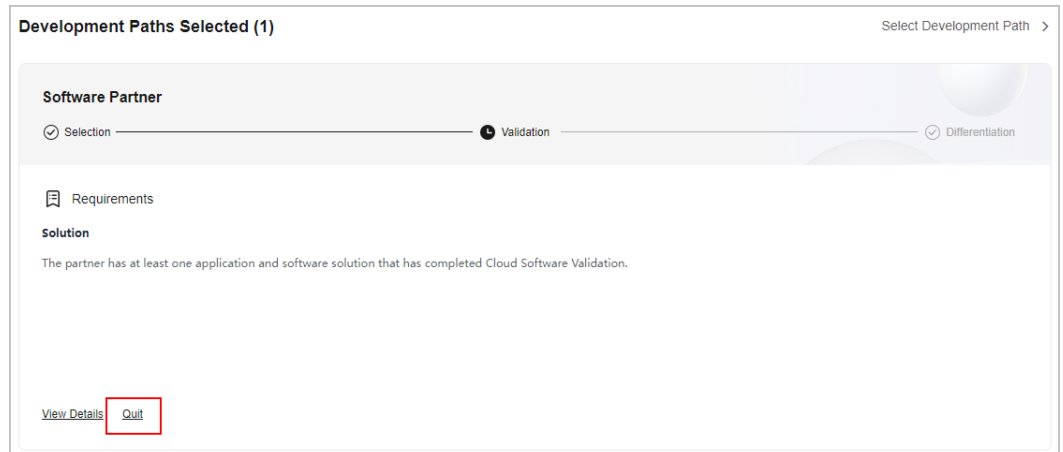 Development Paths Selected (1)
Select Development Path >
Software Partner
Selection
Validation
Differentiation
Requirements
Solution
The partner has at least one application and software solution that has completed Cloud Software Validation.
View Details Quit